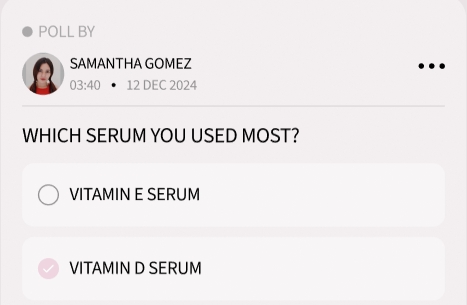 POLL BY
SAMANTHA GOMEZ
03:40 • 12 DEC 2024
WHICH SERUM YOU USED MOST?
VITAMIN E SERUM
VITAMIN D SERUM